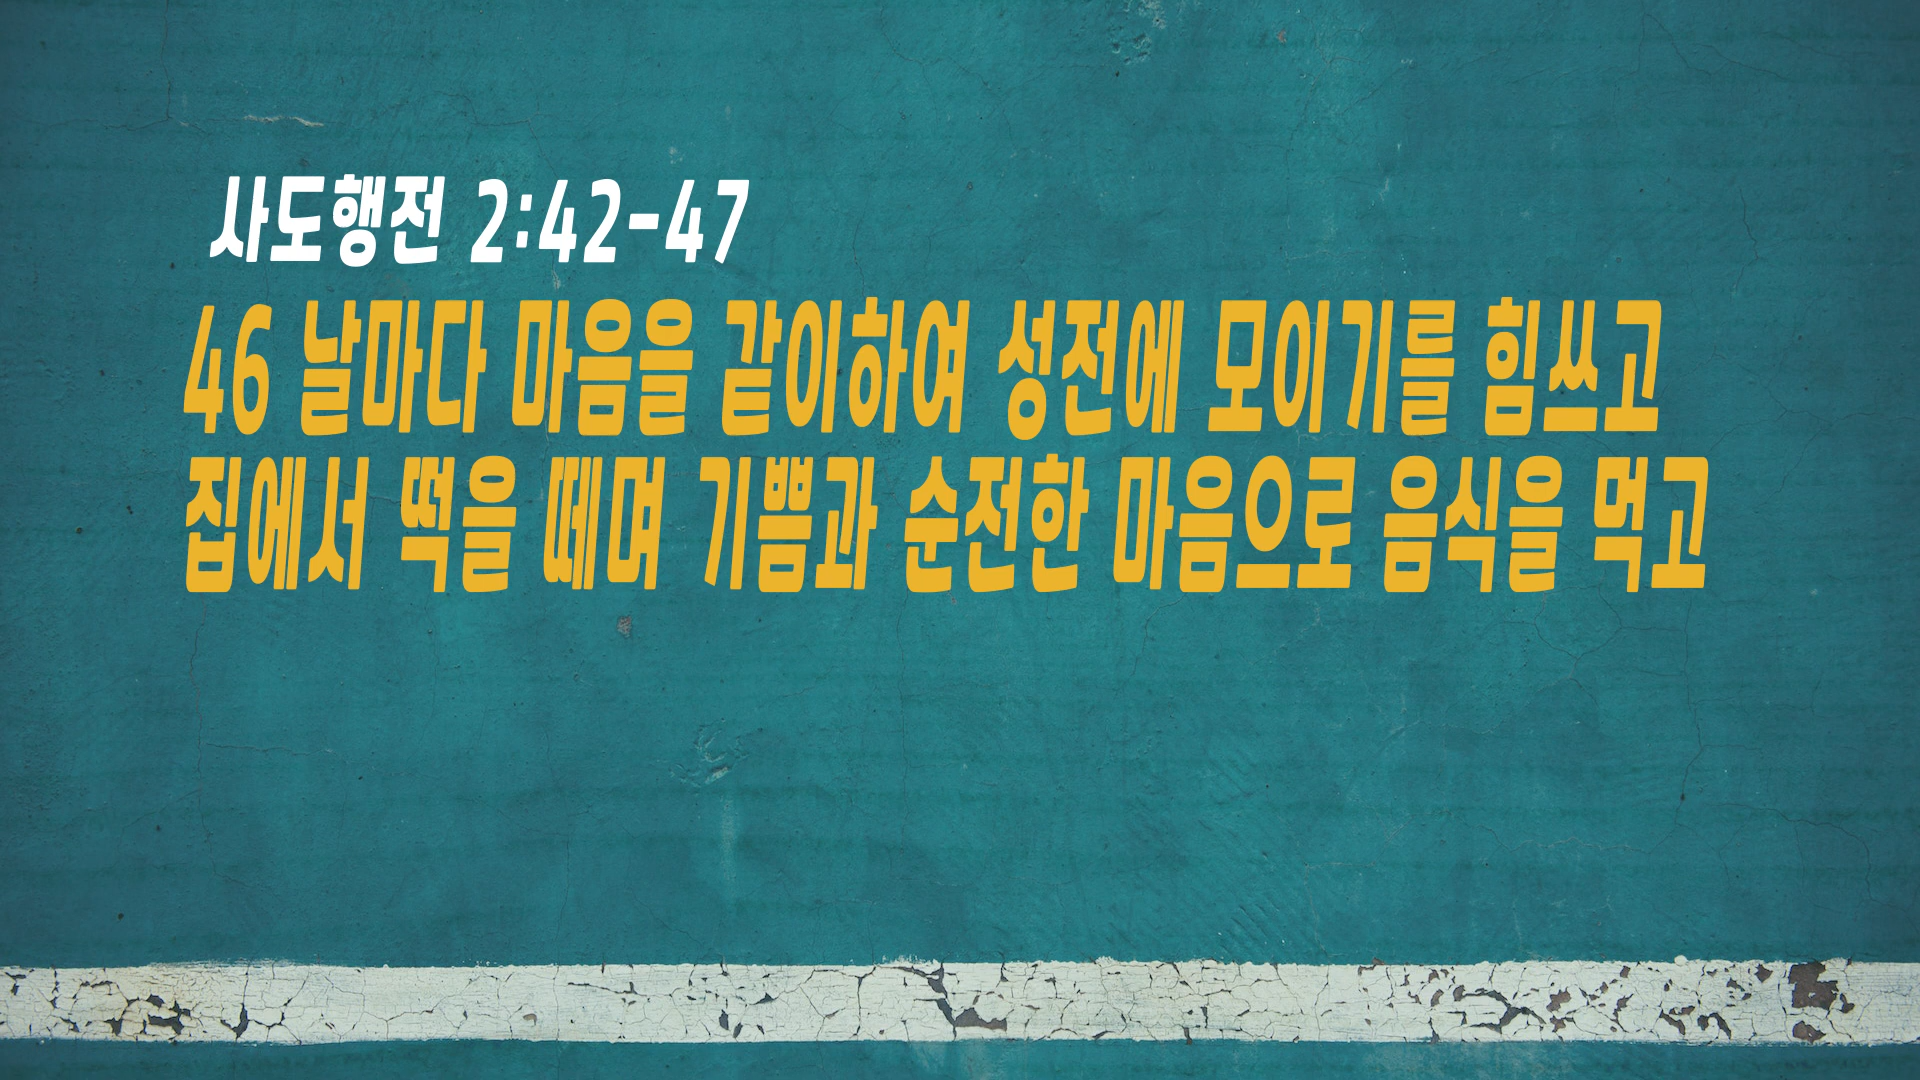 사도행전 2:42-47
46 날마다 마음을 같이하여 성전에 모이기를 힘쓰고
집에서 떡을 떼며 기쁨과 순전한 마음으로 음식을 먹고